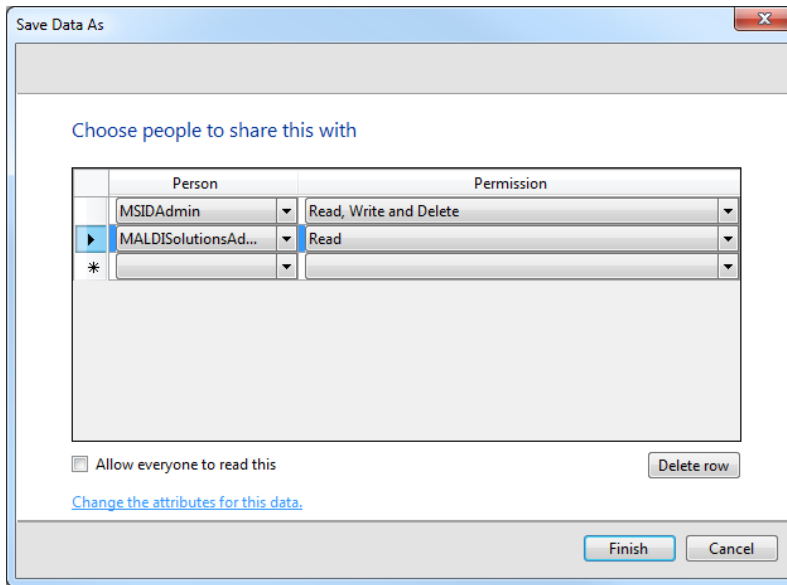 Save Data As
Choose people to share this with
Person Permission
MSIDAdmin Read, Write and Delete
MALDISolutionsAd... Read
Allow everyone to read this Delete row
Change the attributes for this data.
Finish Cancel